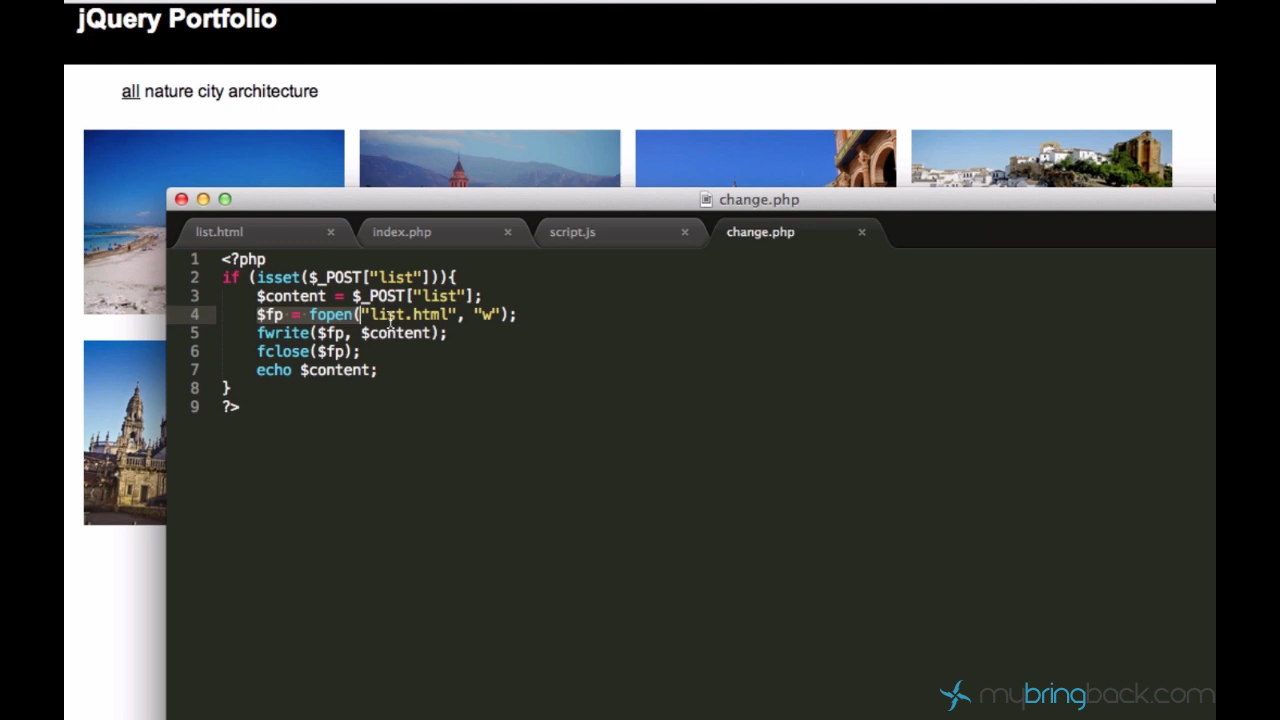 jQuery Portfolio
all nature city architecture
change.php
list.html × index.php × script.js × change.php ×
1 <?php
2 if (isset($_POST["list"])){
3 $content = $_POST["list"];
4 $fp = fopen("list.html", "w");
5 fwrite($fp, $content);
6 fclose($fp);
7 echo $content;
8 }
9 ?>
mybringback.com